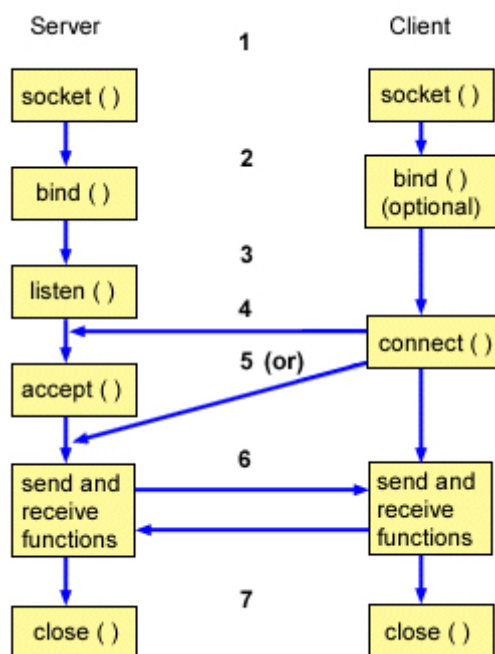 Server
1
Client
socket ( )
socket ( )
2
bind ( )
bind ( )
(optional)
3
listen ( )
4
connect ( )
5 (or)
accept ( )
6
send and
receive
functions
send and
receive
functions
7
close ( )
close ( )